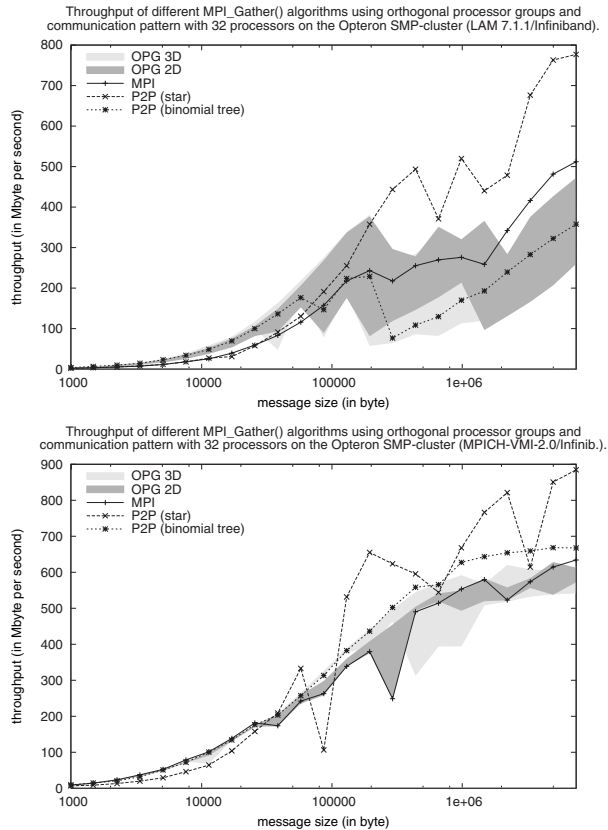 Throughput of different MPI_Gather() algorithms using orthogonal processor groups and
communication pattern with 32 processors on the Opteron SMP-cluster (LAM 7.1.1/Infiniband).
800
700
600
500
400
300
200
100
0
throughput (in Mbyte per second)
OPG 3D
OPG 2D
MPI
P2P (star)
P2P (binomial tree)
1000
10000
100000
1e+06
message size (in byte)
Throughput of different MPI_Gather() algorithms using orthogonal processor groups and
communication pattern with 32 processors on the Opteron SMP-cluster (MPICH-VMI-2.0/Infinib.).
900
800
700
600
500
400
300
200
100
0
throughput (in Mbyte per second)
OPG 3D
OPG 2D
MPI
P2P (star)
P2P (binomial tree)
1000
10000
100000
1e+06
message size (in byte)